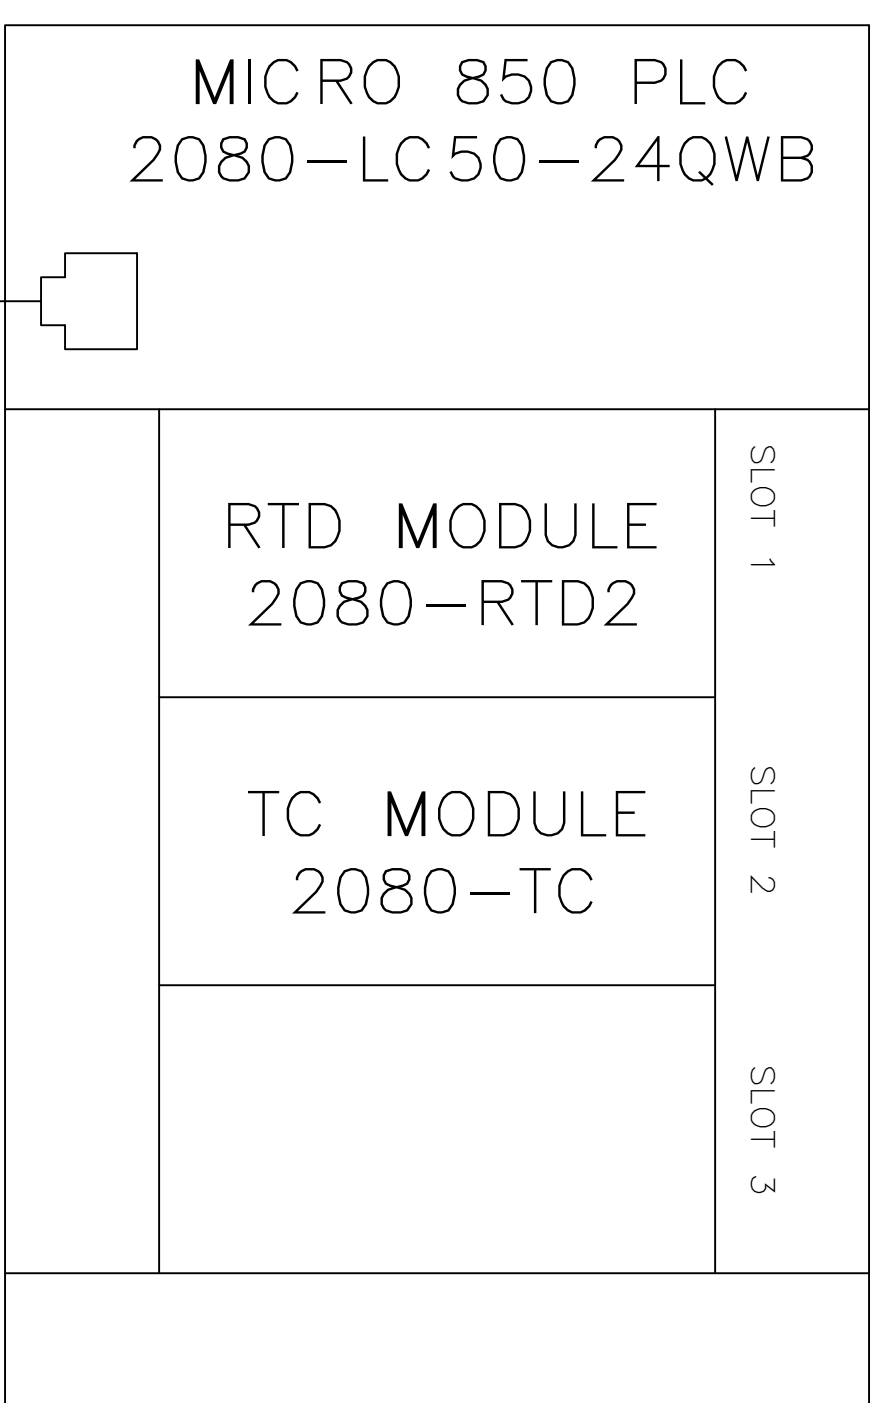 MICRO 850 PLC
2080-LC50-24QWB
RTD MODULE
2080-RTD2
SLOT 1
TC MODULE
2080-TC
SLOT 2
SLOT 3